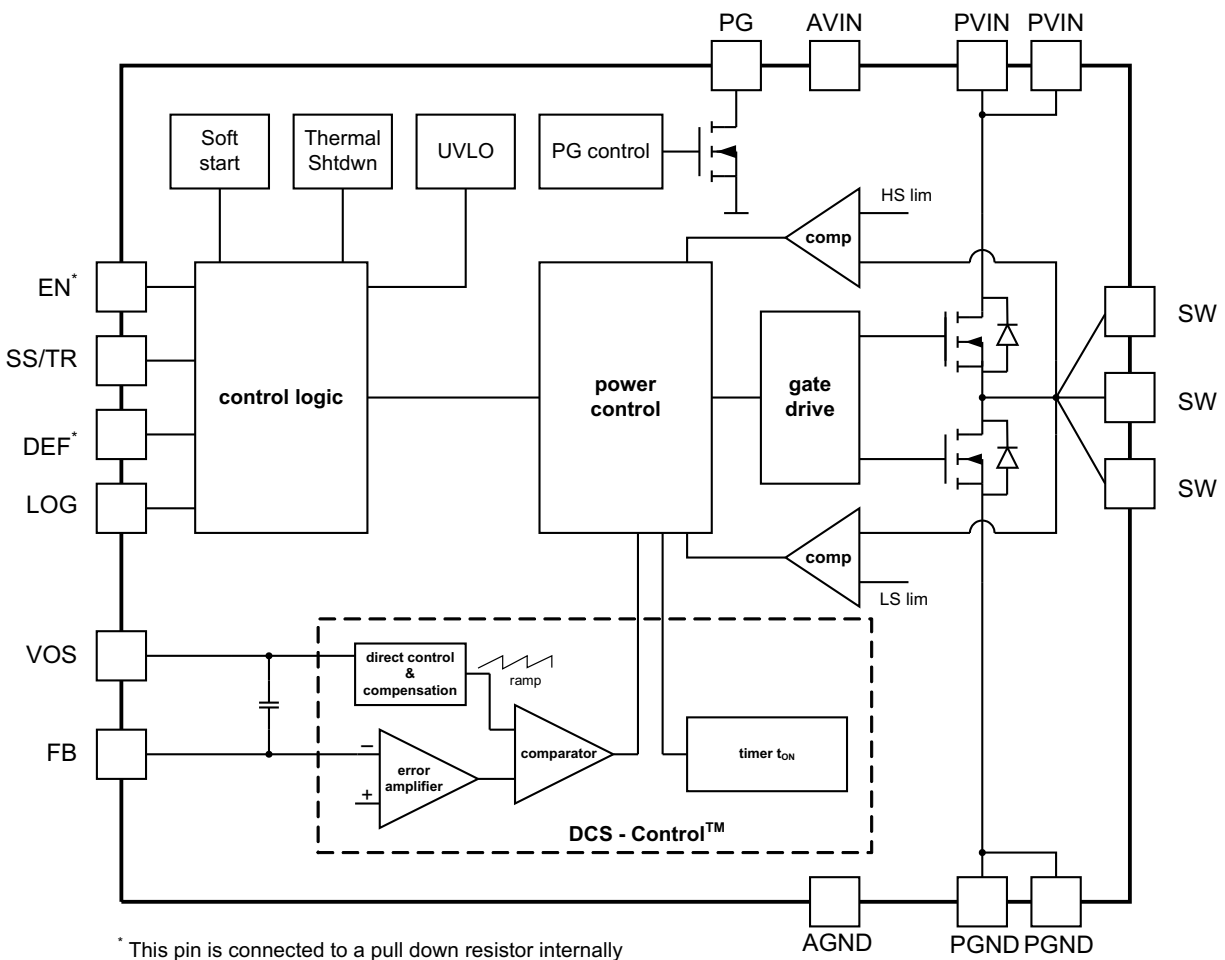 PG AVIN PVIN PVIN
Soft
start
Thermal
Shtdwn
UVLO
PG control
HS lim
comp
EN*
SS/TR
DEF*
LOG
control logic
power
control
gate
drive
SW
SW
SW
comp
LS lim
VOS
FB
direct control
&
compensation
ramp
−
+
error
amplifier
comparator
timer tON
DCS - Control™
AGND PGND PGND
* This pin is connected to a pull down resistor internally